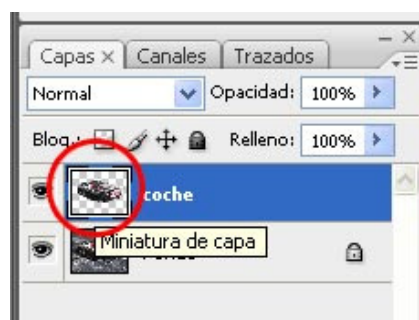 Capas × Canales Trazados
Normal Opacidad: 100%
Bloq.: Relleno: 100%
coche
Miniatura de capa